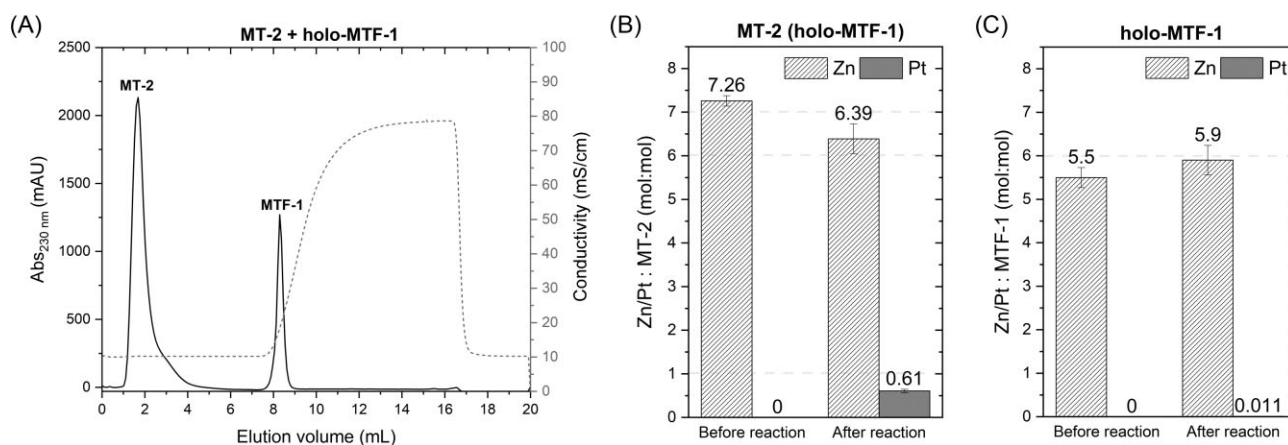 (A)
MT-2 + holo-MTF-1
2500
2000
1500
1000
500
0
Abs230 nm (mAU)
MT-2
MTF-1
100
90
80
70
60
50
40
30
20
10
0
Conductivity (mS/cm)
0 2 4 6 8 10 12 14 16 18 20
Elution volume (mL)
(B)
MT-2 (holo-MTF-1)
Zn Pt
8
7
6
5
4
3
2
1
0
Zn/Pt : MT-2 (mol:mol)
7.26
0
6.39
0.61
Before reaction After reaction
(C)
holo-MTF-1
Zn Pt
8
7
6
5
4
3
2
1
0
Zn/Pt : MTF-1 (mol:mol)
5.5
0
5.9
0.011
Before reaction After reaction